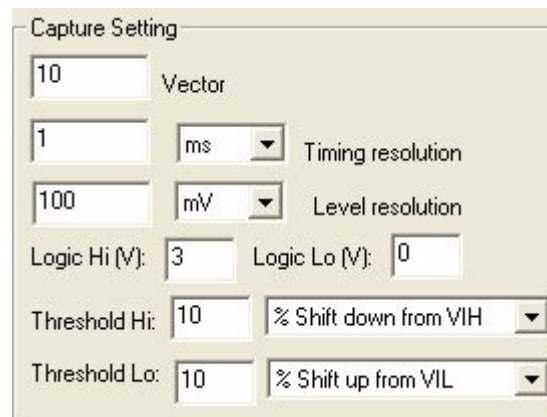 Capture Setting
10 Vector
1 ms Timing resolution
100 mV Level resolution
Logic Hi (V): 3 Logic Lo (V): 0
Threshold Hi: 10 % Shift down from VIH
Threshold Lo: 10 % Shift up from VIL